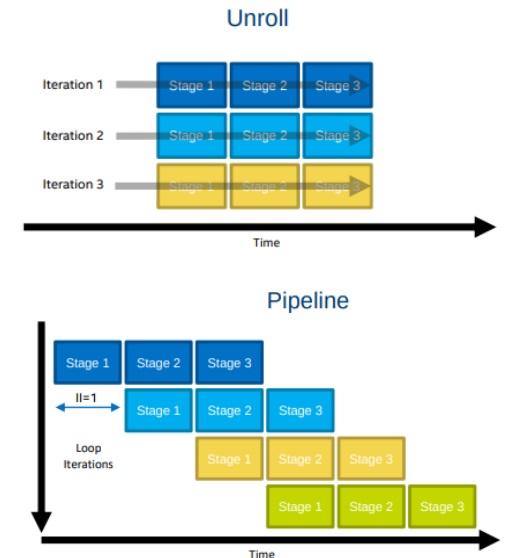 Unroll
Iteration 1 Stage 1 Stage 2 Stage 3
Iteration 2 Stage 1 Stage 2 Stage 3
Iteration 3 Stage 1 Stage 2 Stage 3
Time
Pipeline
Stage 1 Stage 2 Stage 3
II=1
Stage 1 Stage 2 Stage 3
Loop
Iterations
Stage 1 Stage 2 Stage 3
Stage 1 Stage 2 Stage 3
Time